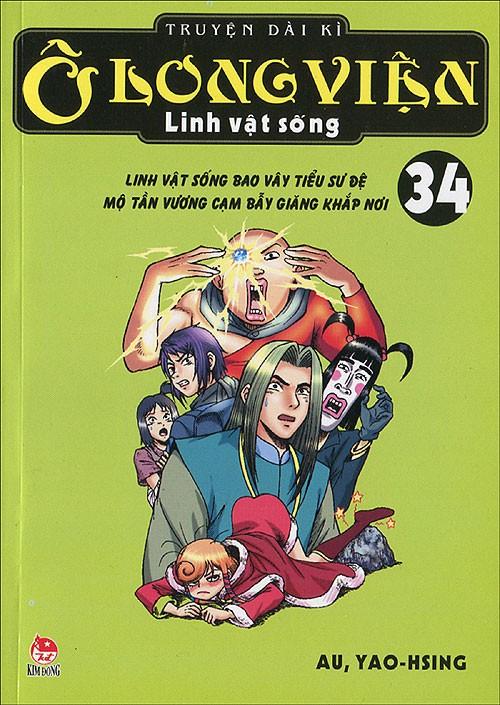 TRUYỆN DÀI KÌ
Ô LONG VIỆN
Linh vật sống
LINH VẬT SỐNG BAO VÂY TIỂU SƯ ĐỆ
MỘ TẦN VƯƠNG CẠM BẪY GIĂNG KHẮP NƠI
34
KIM ĐỒNG
AU, YAO-HSING